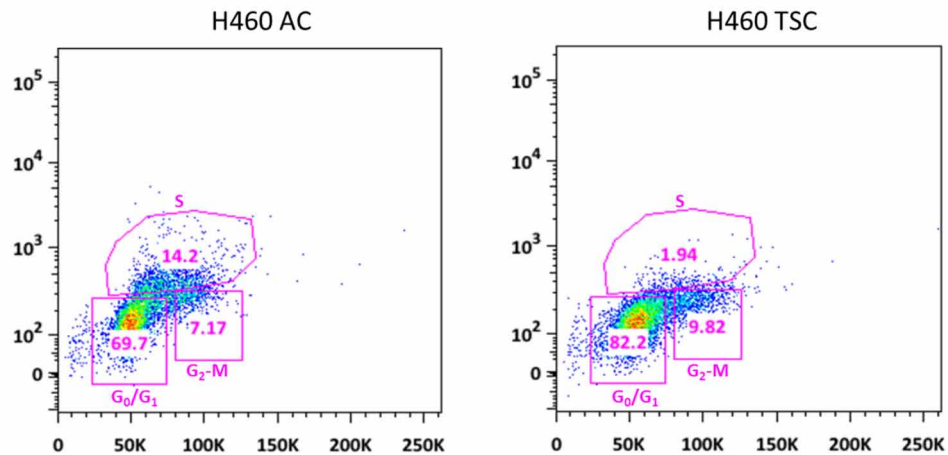 H460 AC
10⁵
10⁴
10³
10²
0
S
14.2
7.17
69.7
G₂-M
G₀/G₁
0 50K 100K 150K 200K 250K
H460 TSC
10⁵
10⁴
10³
10²
0
S
1.94
9.82
82.2
G₂-M
G₀/G₁
0 50K 100K 150K 200K 250K